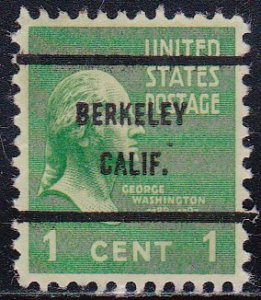 UNITED
STATES
POSTAGE
BERKELEY
CALIF.
GEORGE
WASHINGTON
1 CENT 1